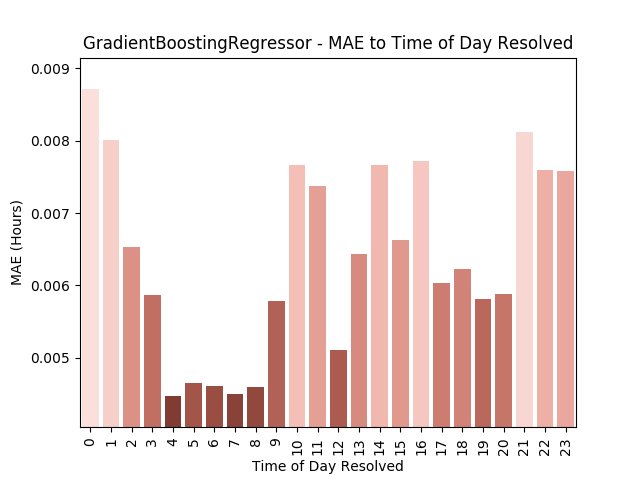 GradientBoostingRegressor - MAE to Time of Day Resolved
0.009
0.008
0.007
0.006
0.005
MAE (Hours)
0 1 2 3 4 5 6 7 8 9 10 11 12 13 14 15 16 17 18 19 20 21 22 23
Time of Day Resolved